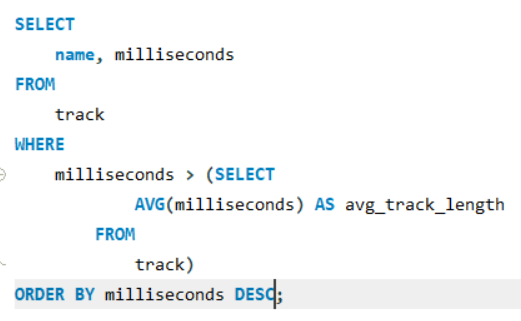 SELECT
name, milliseconds
FROM
track
WHERE
milliseconds > (SELECT
AVG(milliseconds) AS avg_track_length
FROM
track)
ORDER BY milliseconds DESC;